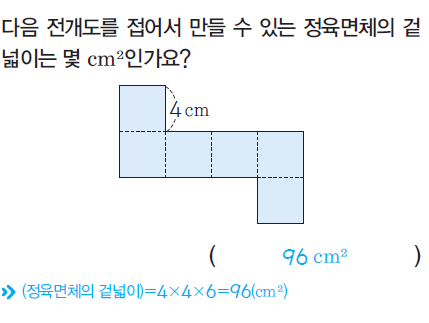 다음 전개도를 접어서 만들 수 있는 정육면체의 겉
넓이는 몇 cm²인가요?
4 cm
( 96 cm² )
≫ (정육면체의 겉넓이)=4×4×6=96(cm²)